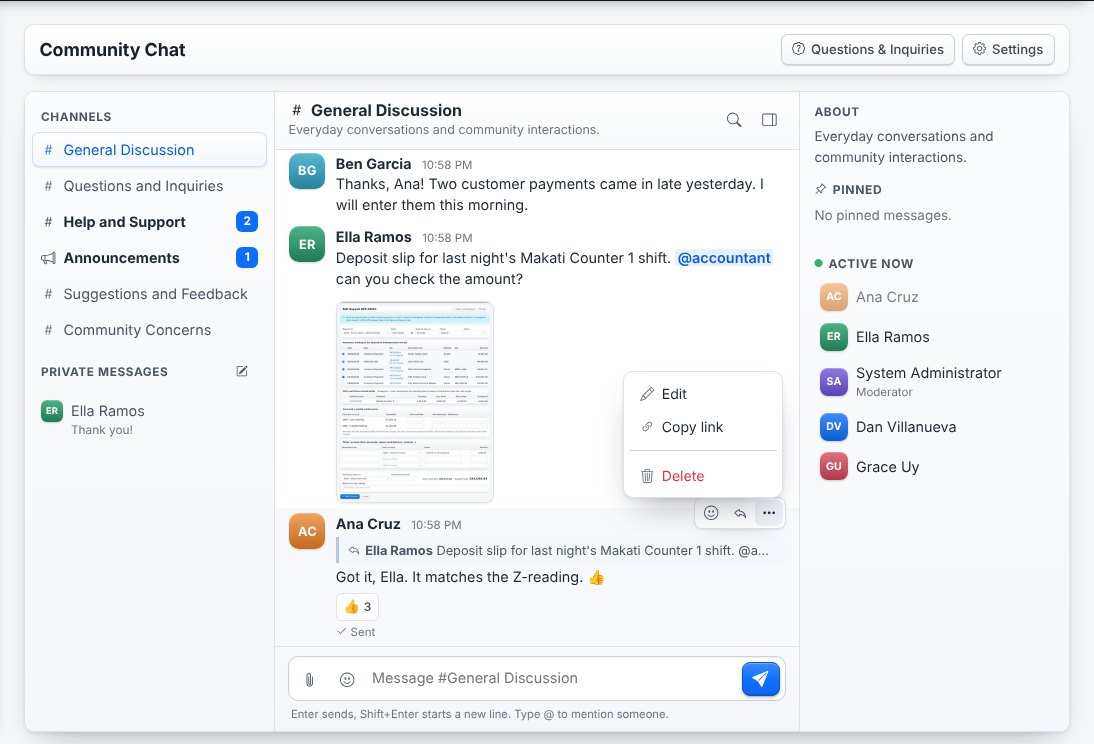 Community Chat
Questions & Inquiries
Settings
CHANNELS
# General Discussion
# Questions and Inquiries
# Help and Support 2
Announcements 1
# Suggestions and Feedback
# Community Concerns
PRIVATE MESSAGES
ER Ella Ramos
Thank you!
# General Discussion
Everyday conversations and community interactions.
BG Ben Garcia 10:58 PM
Thanks, Ana! Two customer payments came in late yesterday. I
will enter them this morning.
ER Ella Ramos 10:58 PM
Deposit slip for last night's Makati Counter 1 shift. @accountant
can you check the amount?
Edit
Copy link
Delete
AC Ana Cruz 10:58 PM
Ella Ramos Deposit slip for last night's Makati Counter 1 shift. @a...
Got it, Ella. It matches the Z-reading. 👍
👍 3
✓ Sent
Message #General Discussion
Enter sends, Shift+Enter starts a new line. Type @ to mention someone.
ABOUT
Everyday conversations and
community interactions.
PINNED
No pinned messages.
ACTIVE NOW
AC Ana Cruz
ER Ella Ramos
SA System Administrator
Moderator
DV Dan Villanueva
GU Grace Uy